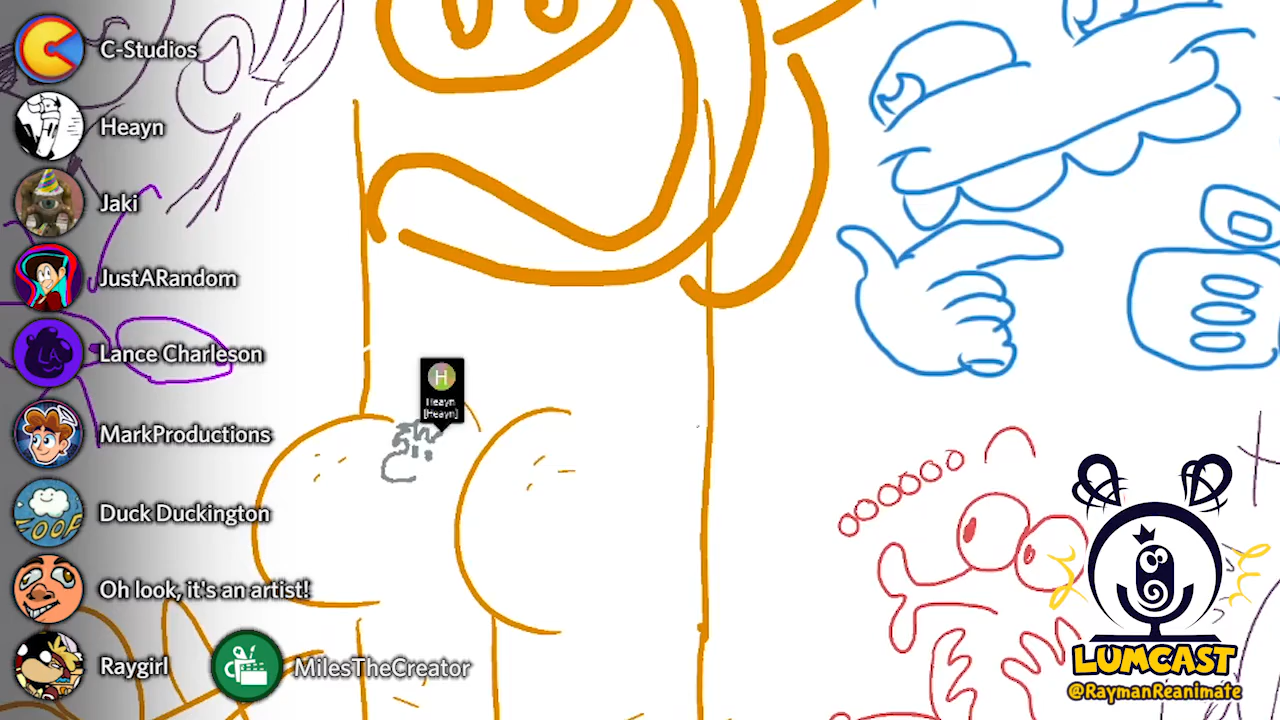 C-Studios
Heayn
Jaki
JustARandom
Lance Charleson
MarkProductions
Duck Duckington
Oh look, it's an artist!
Raygirl
MilesTheCreator
H
Heayn
[Heayn]
LUMCAST
@RaymanReanimate